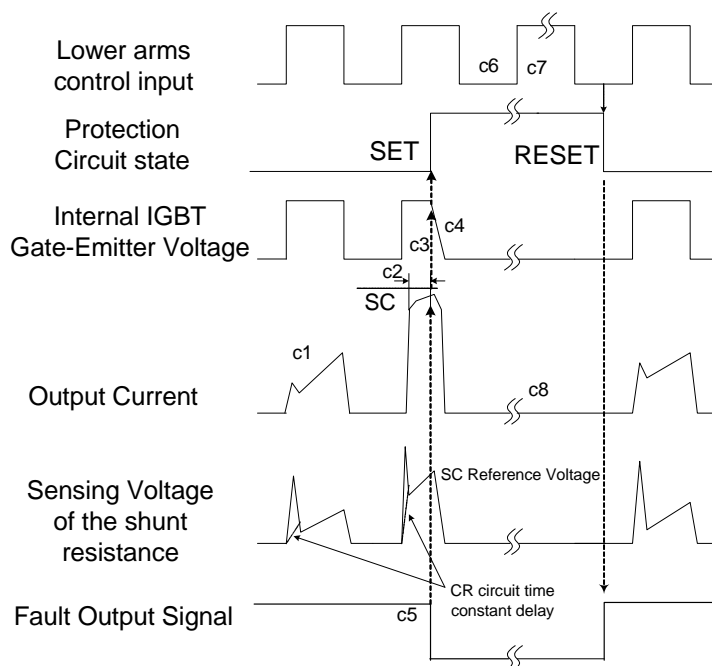 Lower arms
control input
c6
c7
Protection
Circuit state
SET
RESET
Internal IGBT
Gate-Emitter Voltage
c4
c3
c2
SC
c1
Output Current
c8
SC Reference Voltage
Sensing Voltage
of the shunt
resistance
CR circuit time
constant delay
Fault Output Signal
c5